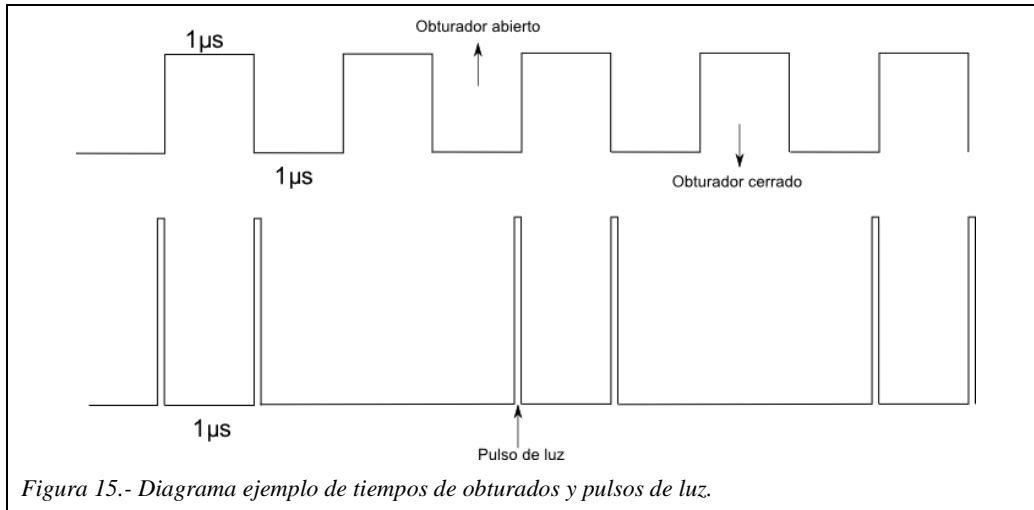 Obturador abierto
1µs
1µs
Obturador cerrado
1µs
Pulso de luz
Figura 15.- Diagrama ejemplo de tiempos de obturados y pulsos de luz.